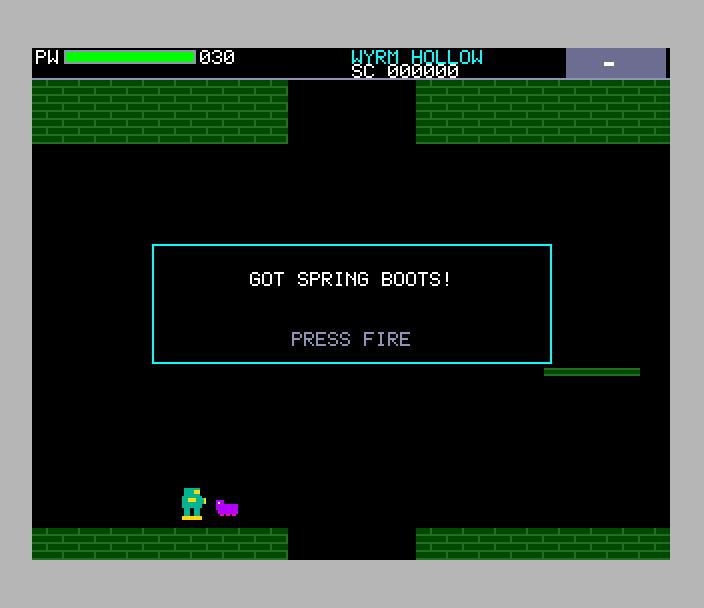 PW 030
WYRM HOLLOW
SC 000000
-
GOT SPRING BOOTS!
PRESS FIRE